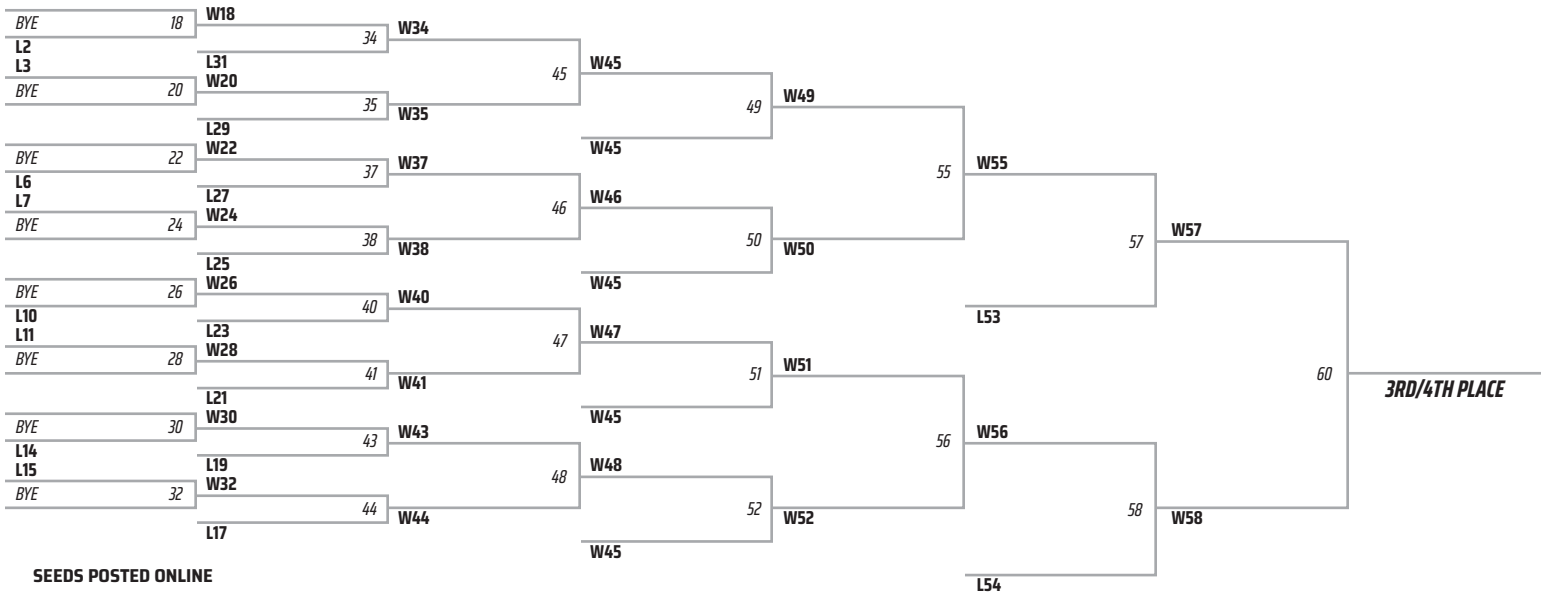 BYE 18 W18
L2
34 W34
L31
L3
BYE 20 W20
35 W35
L29
45 W45
49 W49
W45
BYE 22 W22
L6
37 W37
L27
L7
BYE 24 W24
38 W38
L25
46 W46
50 W50
W45
55 W55
BYE 26 W26
L10
40 W40
L23
L11
BYE 28 W28
41 W41
L21
47 W47
51 W51
W45
BYE 30 W30
L14
43 W43
L19
L15
BYE 32 W32
44 W44
L17
48 W48
52 W52
W45
56 W56
57 W57
L53
58 W58
L54
60
3RD/4TH PLACE
SEEDS POSTED ONLINE